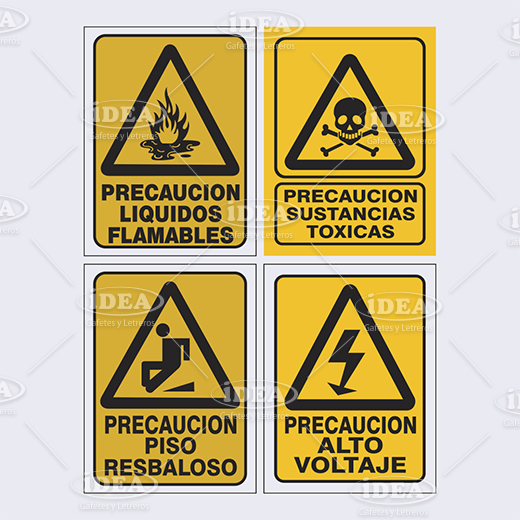 PRECAUCION
LIQUIDOS
FLAMABLES
PRECAUCION
SUSTANCIAS
TOXICAS
PRECAUCION
PISO
RESBALOSO
PRECAUCION
ALTO
VOLTAJE
iDEA
Gafetes y Letreros